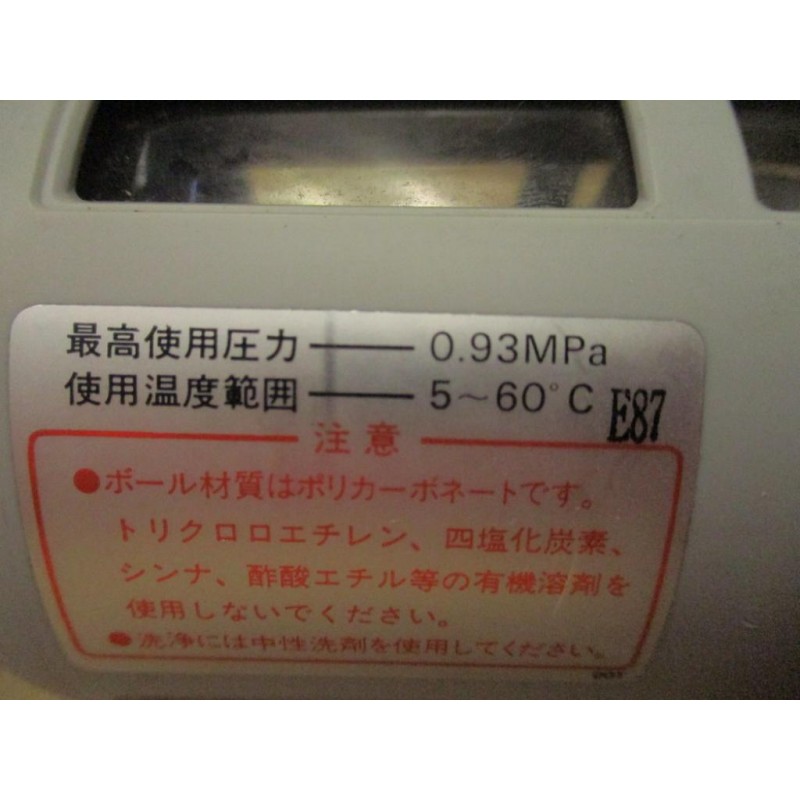 最高使用圧力 —— 0.93MPa
使用温度範囲 —— 5～60°C E87
注意
●ボール材質はポリカーボネートです。
トリクロロエチレン、四塩化炭素、
シンナ、酢酸エチル等の有機溶剤を
使用しないでください。
●洗浄には中性洗剤を使用してください。